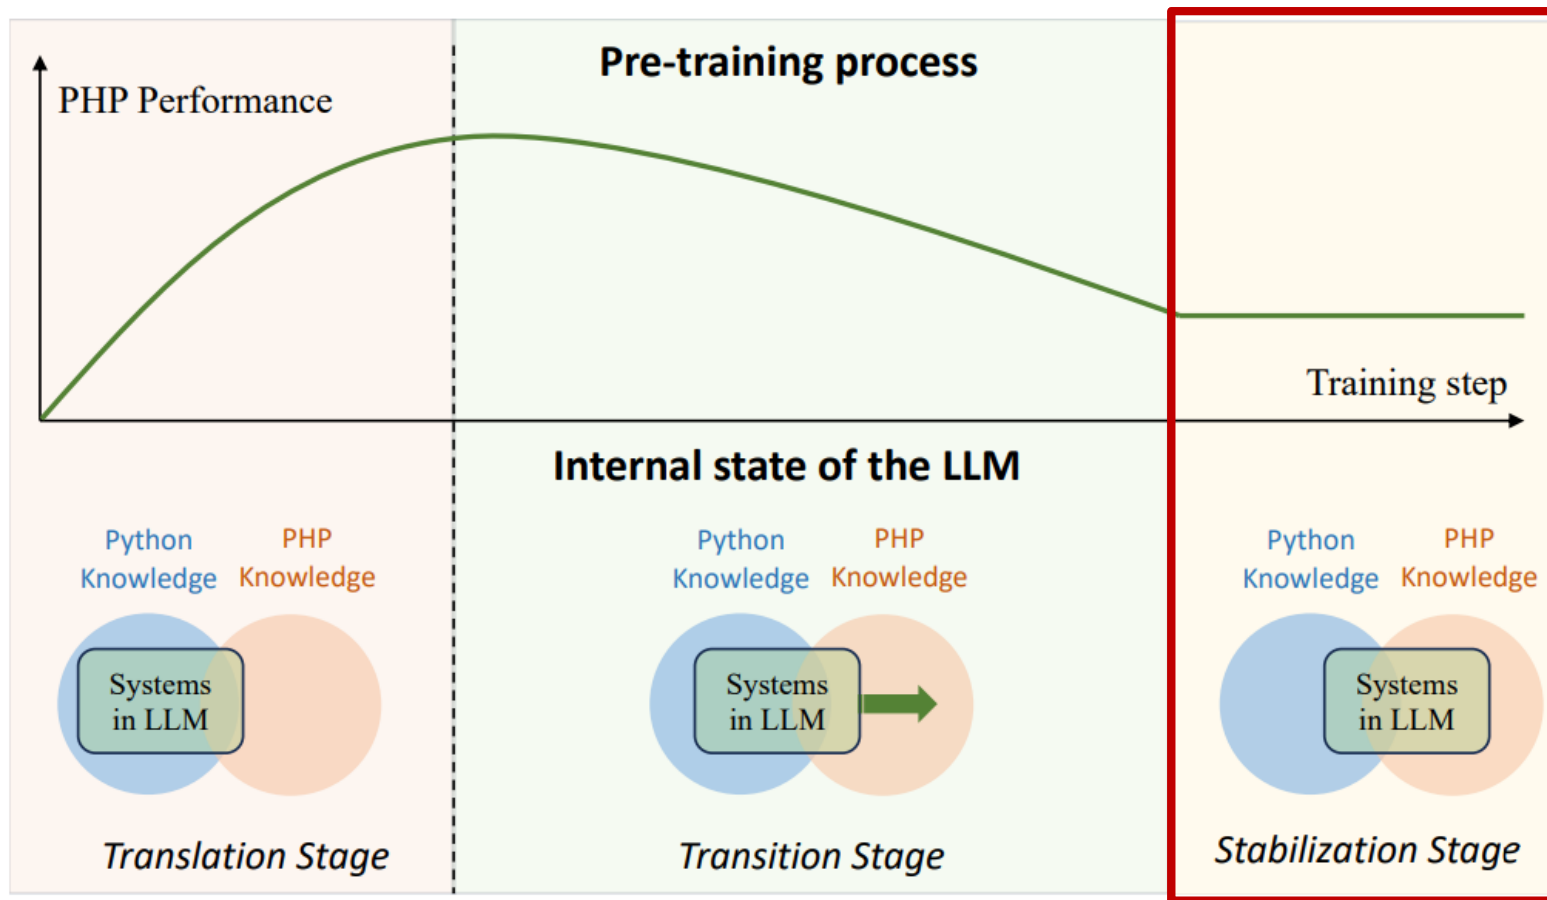 Pre-training process
PHP Performance
Training step
Internal state of the LLM
Python
Knowledge
PHP
Knowledge
Systems
in LLM
Translation Stage
Python
Knowledge
PHP
Knowledge
Systems
in LLM
Transition Stage
Python
Knowledge
PHP
Knowledge
Systems
in LLM
Stabilization Stage